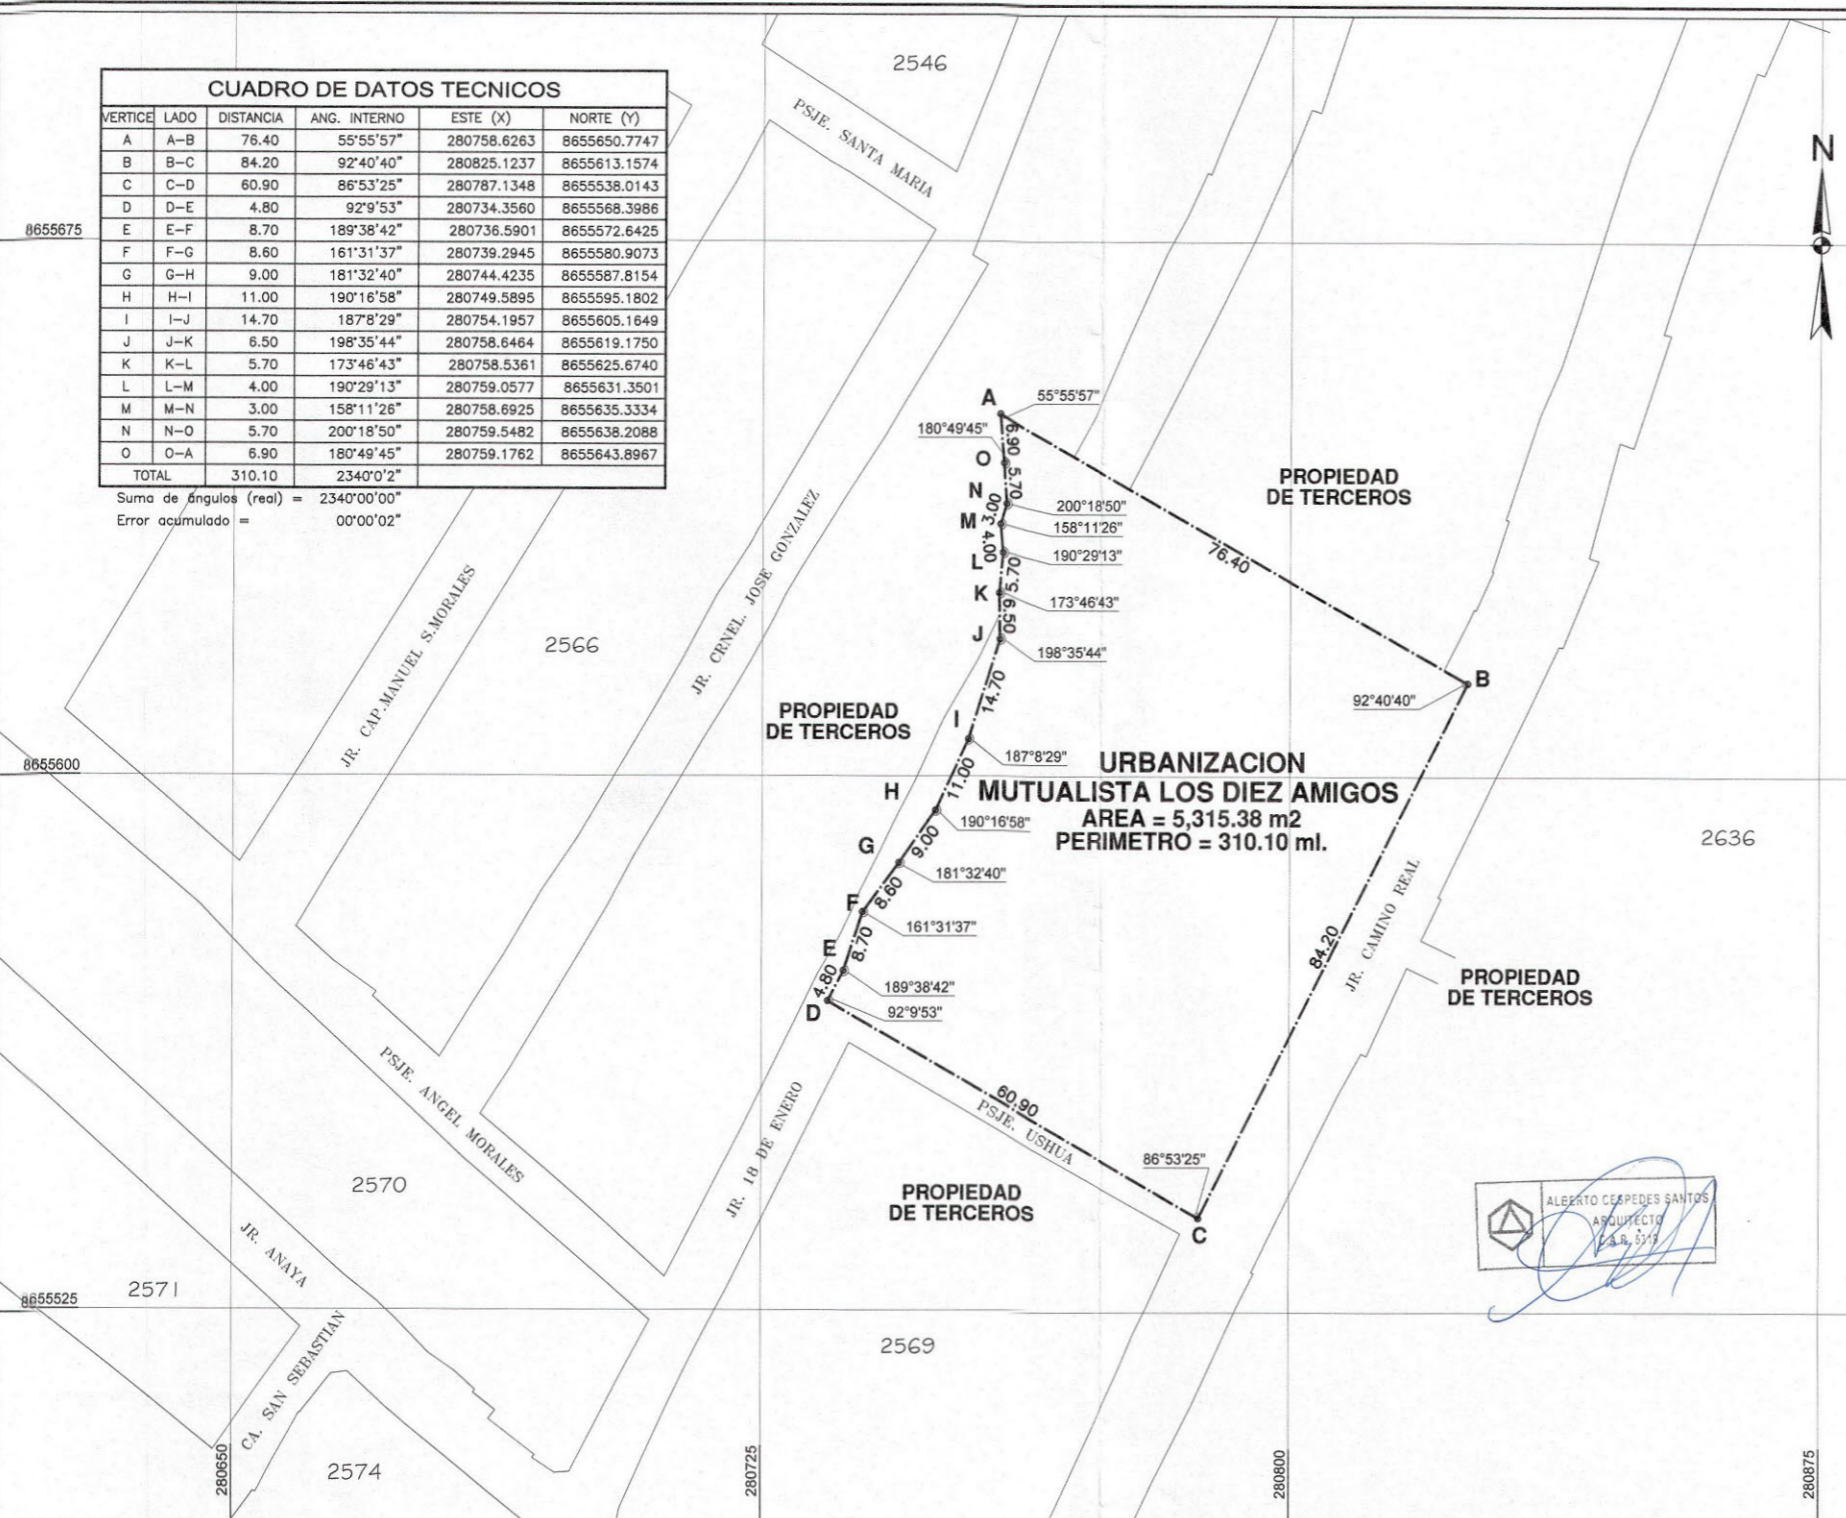 CUADRO DE DATOS TECNICOS
VERTICE LADO DISTANCIA ANG. INTERNO ESTE (X) NORTE (Y)
A A-B 76.40 55°55'57" 280758.6263 8655650.7747
B B-C 84.20 92°40'40" 280825.1237 8655613.1574
C C-D 60.90 86°53'25" 280787.1348 8655538.0143
D D-E 4.80 92°9'53" 280734.3560 8655568.3986
E E-F 8.70 189°38'42" 280736.5901 8655572.6425
F F-G 8.60 161°31'37" 280739.2945 8655580.9073
G G-H 9.00 181°32'40" 280744.4235 8655587.8154
H H-I 11.00 190°16'58" 280749.5895 8655595.1802
I I-J 14.70 187°8'29" 280754.1957 8655605.1649
J J-K 6.50 198°35'44" 280758.6464 8655619.1750
K K-L 5.70 173°46'43" 280758.5361 8655625.6740
L L-M 4.00 190°29'13" 280759.0577 8655631.3501
M M-N 3.00 158°11'26" 280758.6925 8655635.3334
N N-O 5.70 200°18'50" 280759.5482 8655638.2088
O O-A 6.90 180°49'45" 280759.1762 8655643.8967
TOTAL 310.10 2340°0'2"
Suma de ángulos (real) = 2340°00'00"
Error acumulado = 00°00'02"
2546
PSJE. SANTA MARIA
N
8655675
A
55°55'57"
180°49'45"
6.90
O
5.70
N
200°18'50"
3.00
M
158°11'26"
4.00
L
190°29'13"
5.70
K
173°46'43"
6.50
J
198°35'44"
14.70
76.40
PROPIEDAD
DE TERCEROS
B
92°40'40"
JR. CAP.MANUEL S.MORALES
2566
JR. CRNEL. JOSE GONZALEZ
PROPIEDAD
DE TERCEROS
I
187°8'29"
11.00
8655600
URBANIZACION
MUTUALISTA LOS DIEZ AMIGOS
AREA = 5,315.38 m2
PERIMETRO = 310.10 ml.
H
190°16'58"
9.00
G
181°32'40"
8.60
F
161°31'37"
8.70
E
189°38'42"
4.80
D
92°9'53"
2636
84.20
JR. CAMINO REAL
PROPIEDAD
DE TERCEROS
60.90
PSJE. USHUA
PSJE. ANGEL MORALES
JR. 18 DE ENERO
86°53'25"
C
PROPIEDAD
DE TERCEROS
2570
JR. ANAYA
2571
8655525
CA. SAN SEBASTIAN
2569
2574
ALBERTO CESPEDES SANTOS
ARQUITECTO
280650
280725
280800
280875